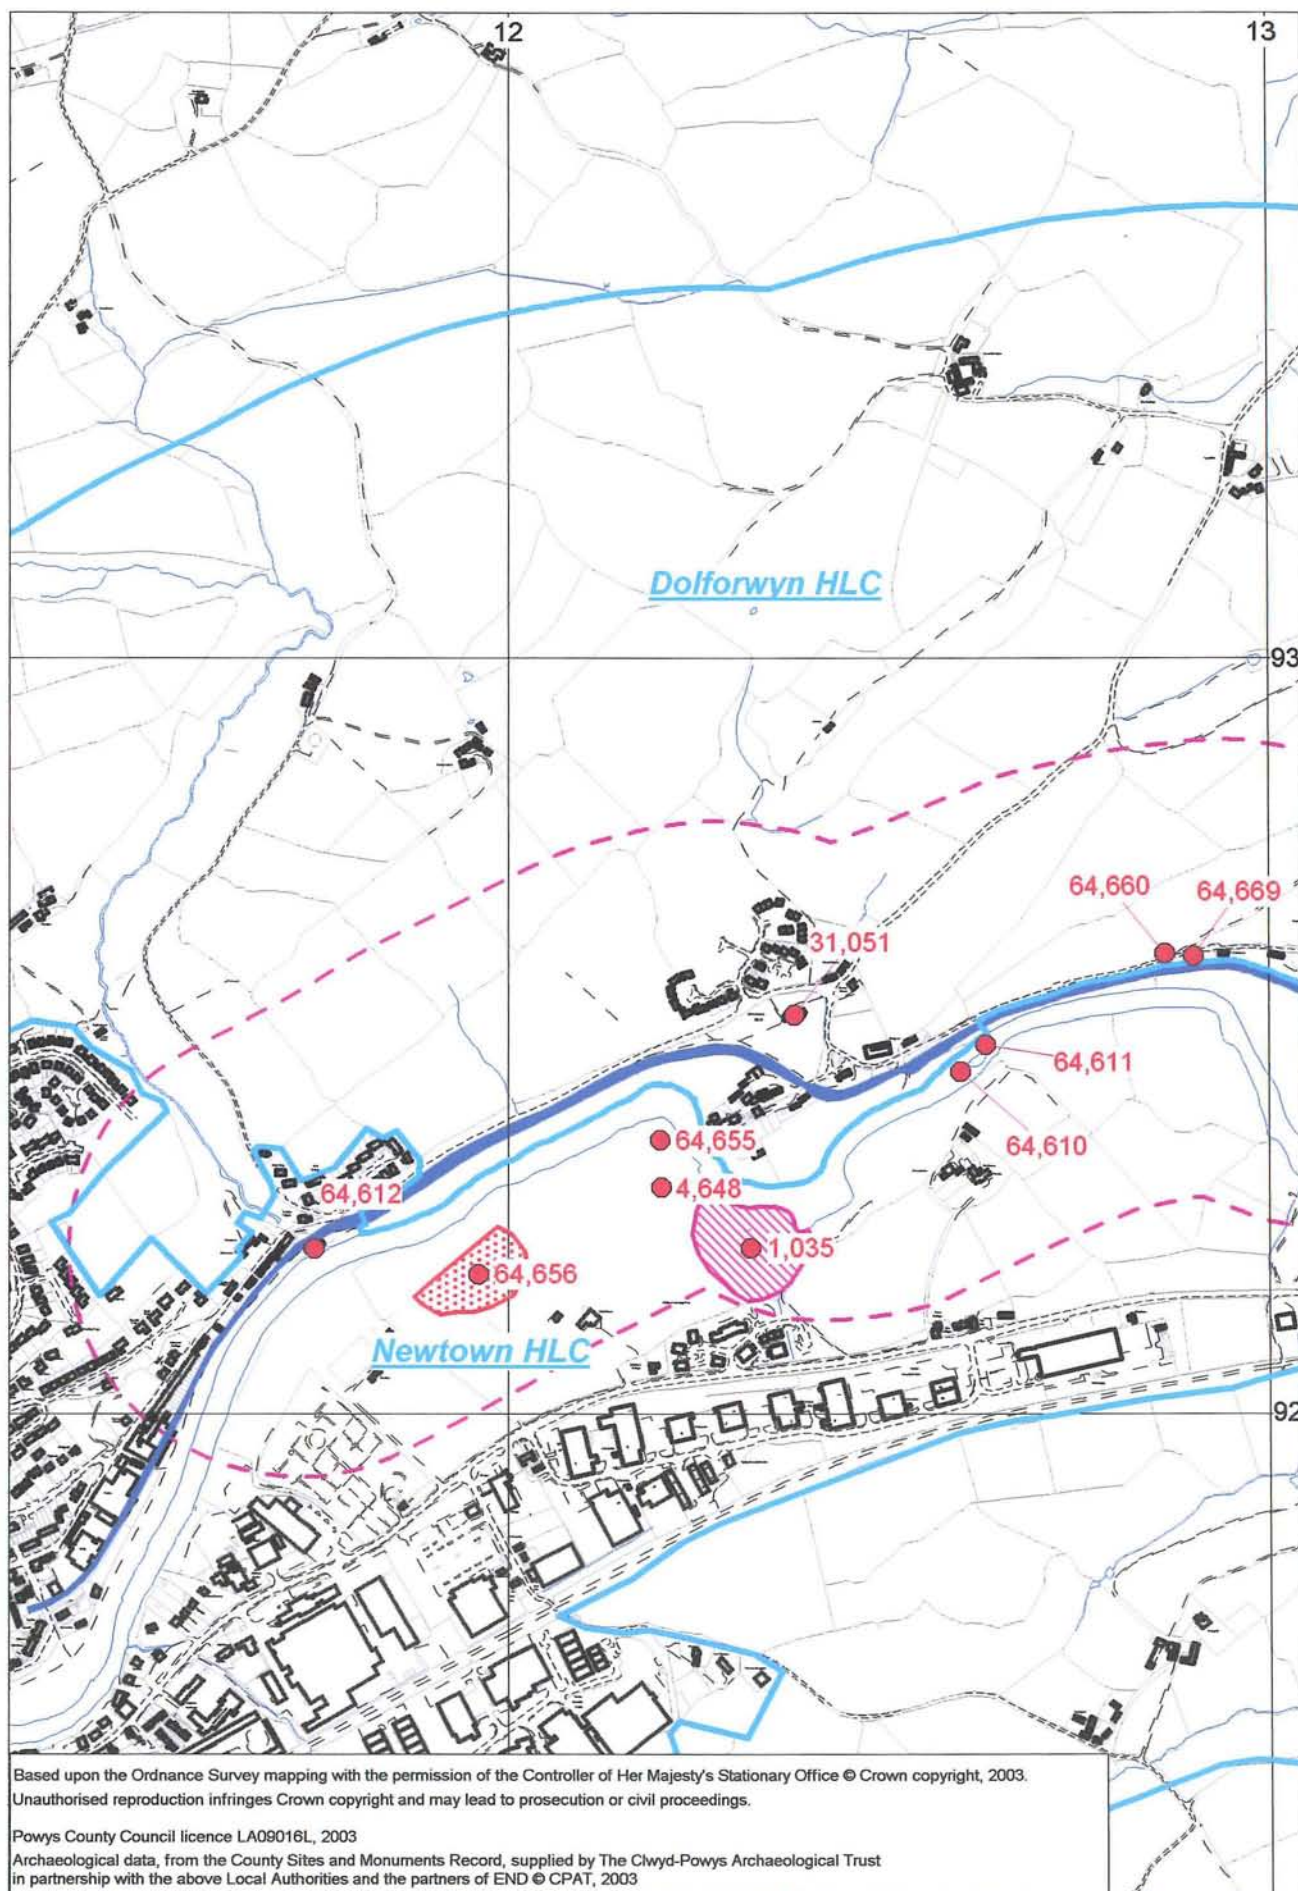 12
13
Dolforwyn HLC
93
64,660
64,669
31,051
64,611
64,655
64,610
4,648
64,612
1,035
64,656
Newtown HLC
92
Based upon the Ordnance Survey mapping with the permission of the Controller of Her Majesty's Stationary Office © Crown copyright, 2003.
Unauthorised reproduction infringes Crown copyright and may lead to prosecution or civil proceedings.
Powys County Council licence LA09016L, 2003
Archaeological data, from the County Sites and Monuments Record, supplied by The Clwyd-Powys Archaeological Trust
in partnership with the above Local Authorities and the partners of END © CPAT, 2003